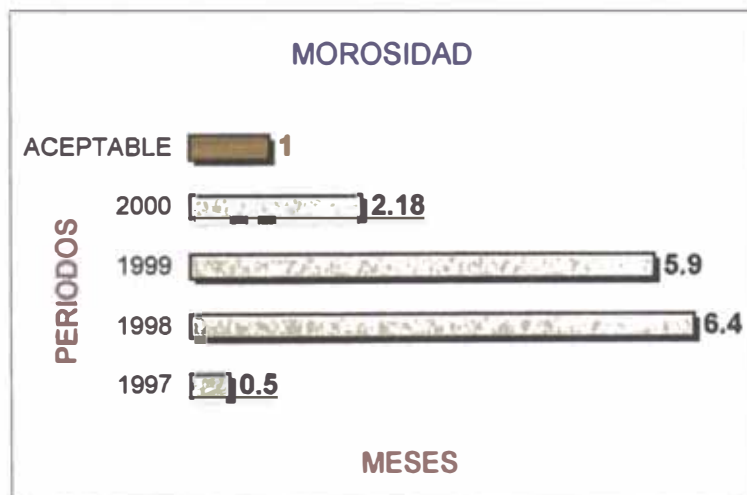 MOROSIDAD
ACEPTABLE 1
2000 2.18
1999 5.9
1998 6.4
1997 0.5
PERIODOS
MESES